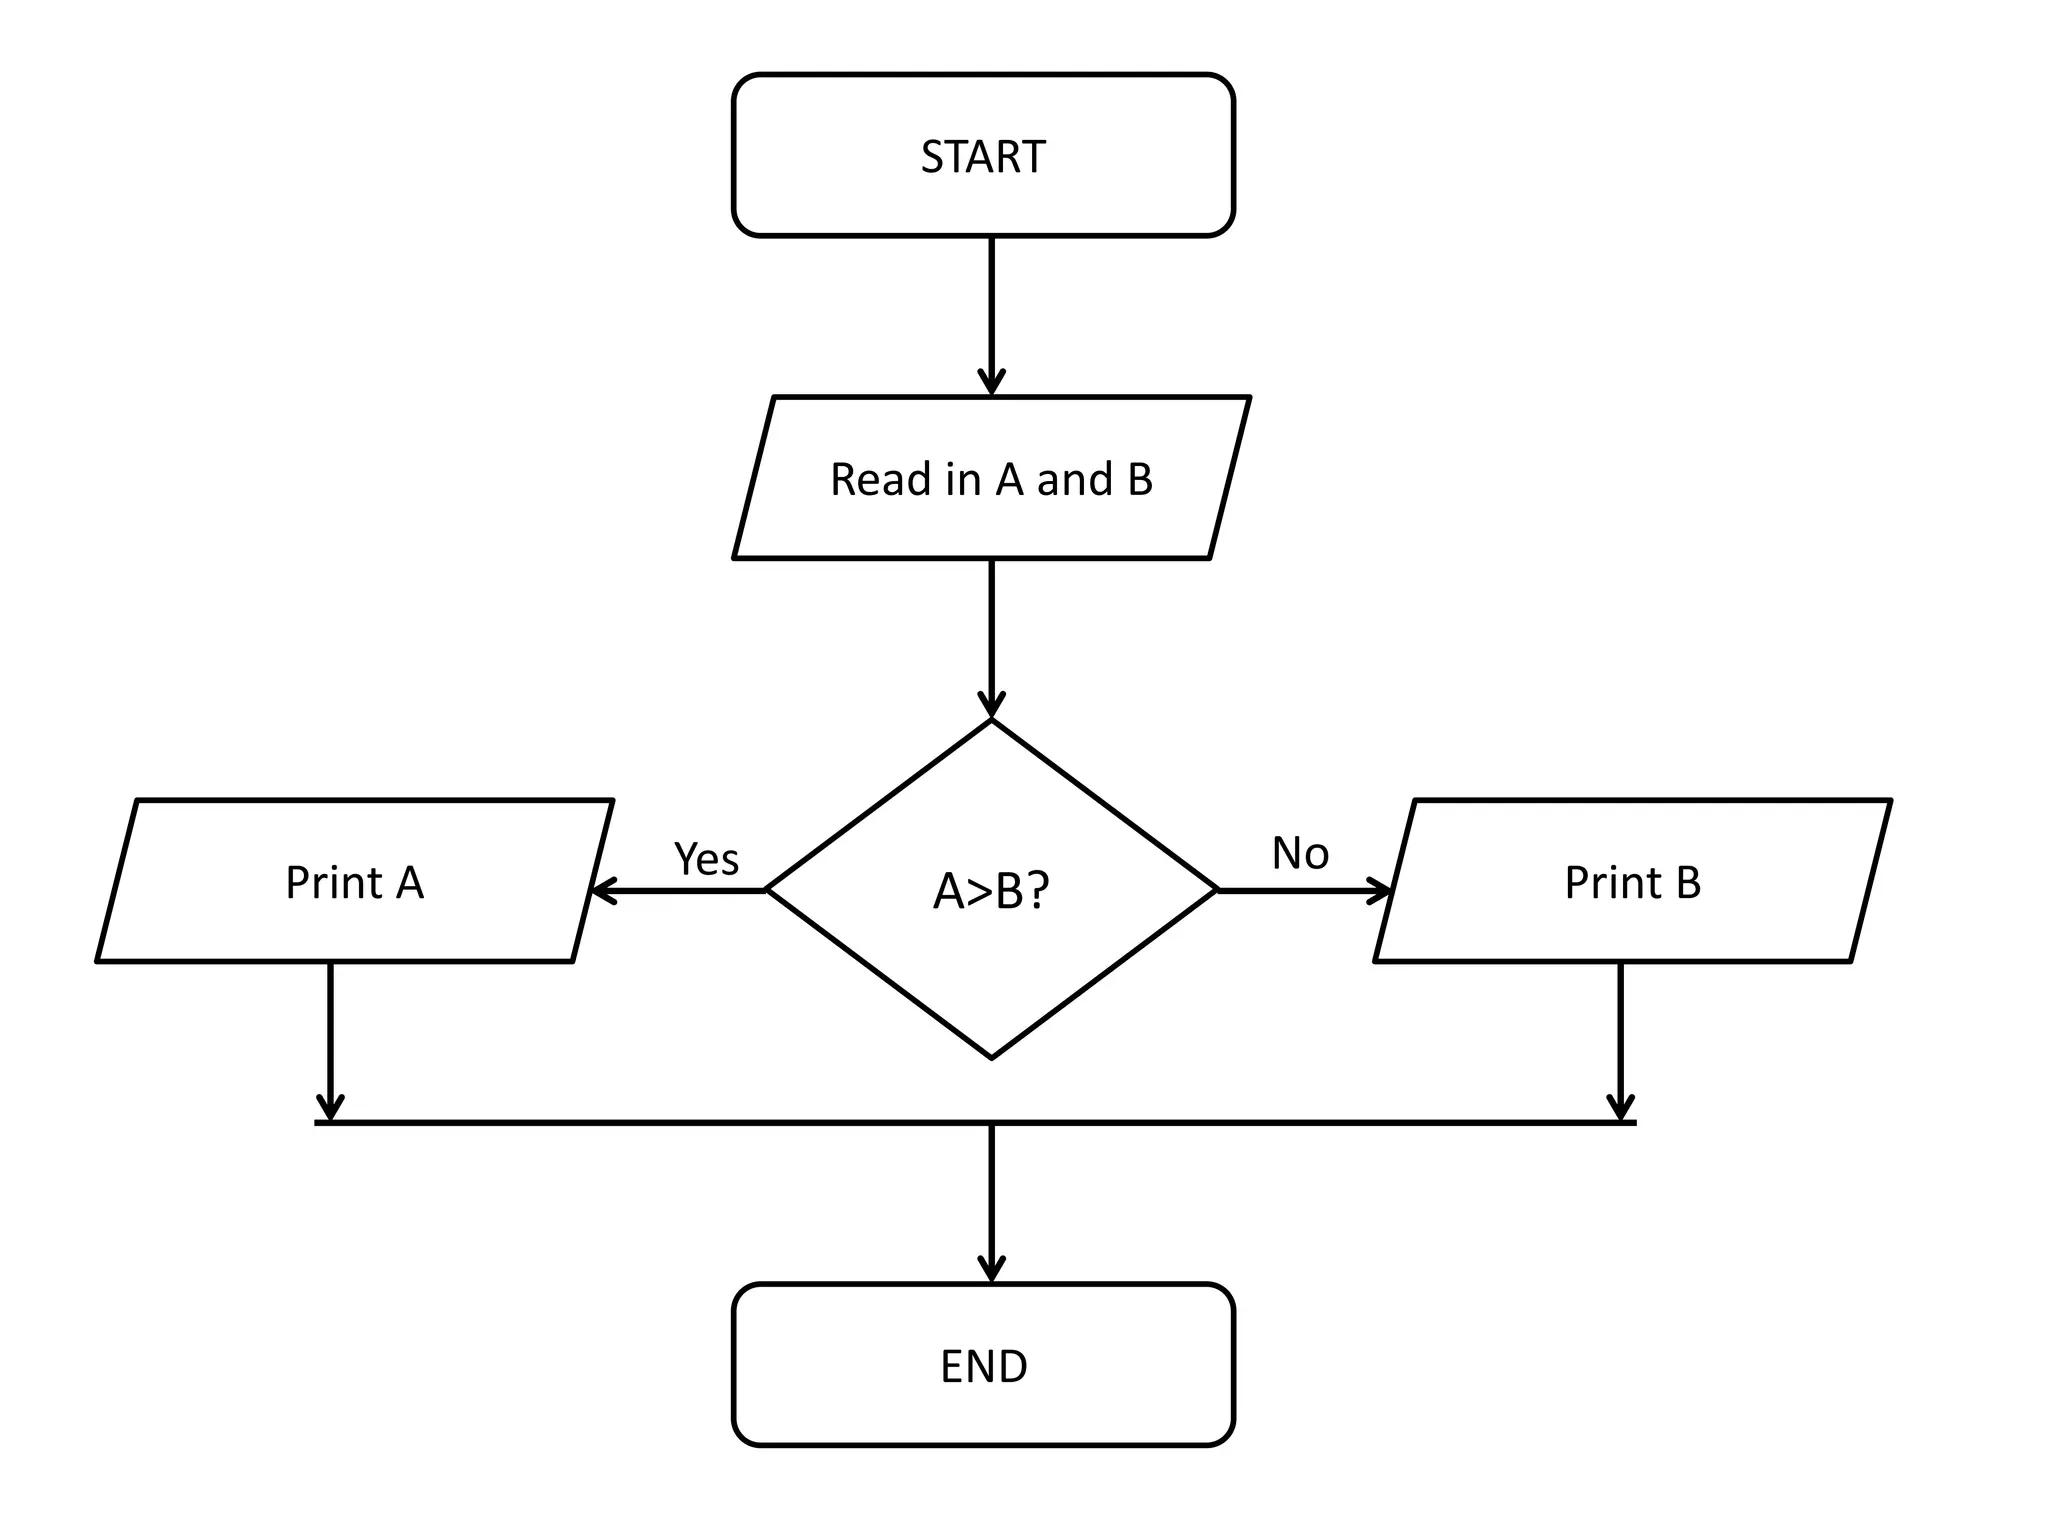 START
Read in A and B
Yes
No
Print A
A>B?
Print B
END